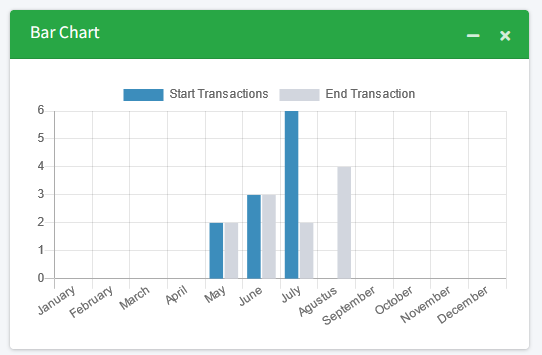 Bar Chart
Start Transactions
End Transaction
6
5
4
3
2
1
0
January
February
March
April
May
June
July
Agustus
September
October
November
December